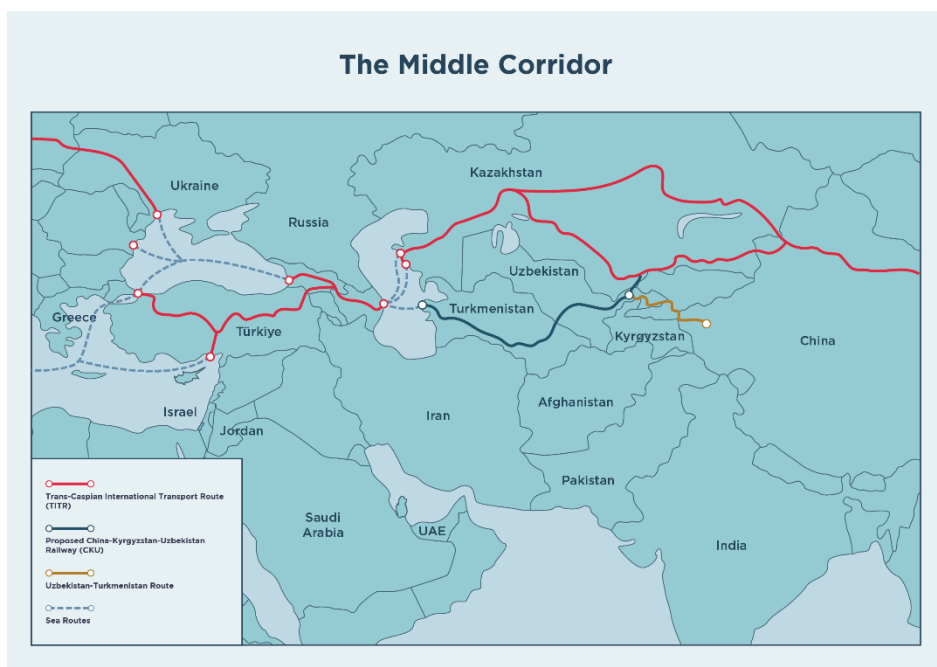 The Middle Corridor
Kazakhstan
Ukraine
Russia
Uzbekistan
Turkmenistan
Greece
Türkiye
Kyrgyzstan
China
Afghanistan
Israel
Iran
Jordan
Pakistan
Saudi
Arabia
UAE
India
Trans-Caspian International Transport Route
(TITR)
Proposed China-Kyrgyzstan-Uzbekistan
Railway (CKU)
Uzbekistan-Turkmenistan Route
Sea Routes